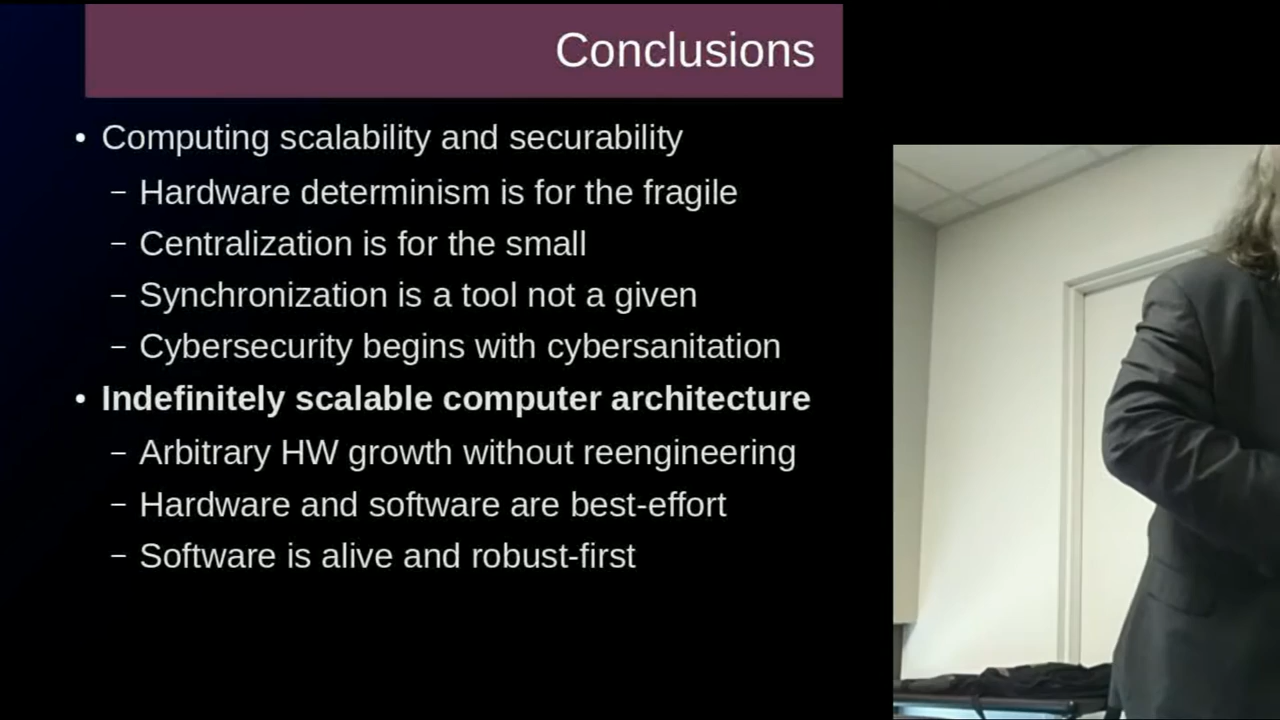 Conclusions
• Computing scalability and securability
– Hardware determinism is for the fragile
– Centralization is for the small
– Synchronization is a tool not a given
– Cybersecurity begins with cybersanitation
• Indefinitely scalable computer architecture
– Arbitrary HW growth without reengineering
– Hardware and software are best-effort
– Software is alive and robust-first